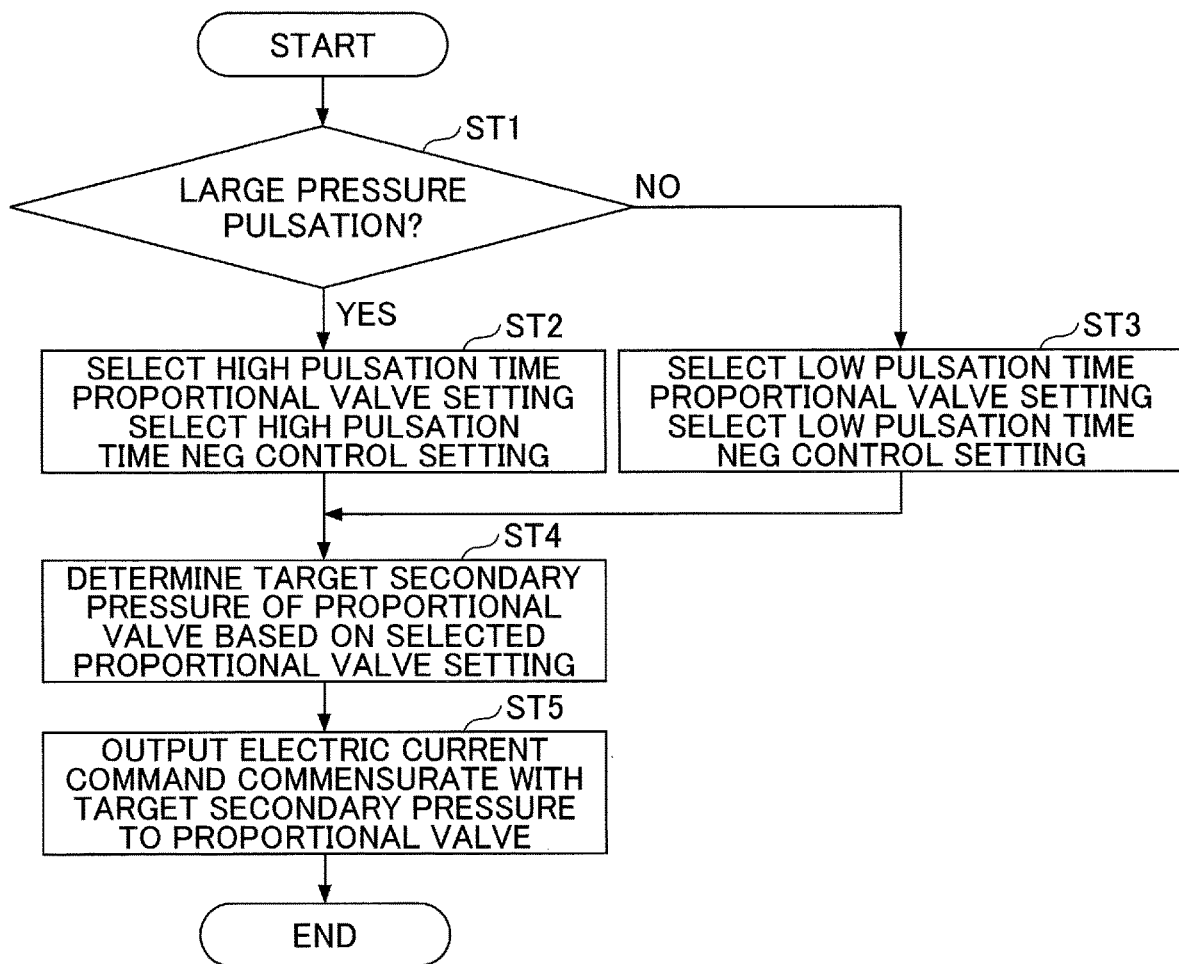 START
ST1
LARGE PRESSURE
PULSATION?
NO
YES
ST2
SELECT HIGH PULSATION TIME
PROPORTIONAL VALVE SETTING
SELECT HIGH PULSATION
TIME NEG CONTROL SETTING
ST3
SELECT LOW PULSATION TIME
PROPORTIONAL VALVE SETTING
SELECT LOW PULSATION TIME
NEG CONTROL SETTING
ST4
DETERMINE TARGET SECONDARY
PRESSURE OF PROPORTIONAL
VALVE BASED ON SELECTED
PROPORTIONAL VALVE SETTING
ST5
OUTPUT ELECTRIC CURRENT
COMMAND COMMENSURATE WITH
TARGET SECONDARY PRESSURE
TO PROPORTIONAL VALVE
END